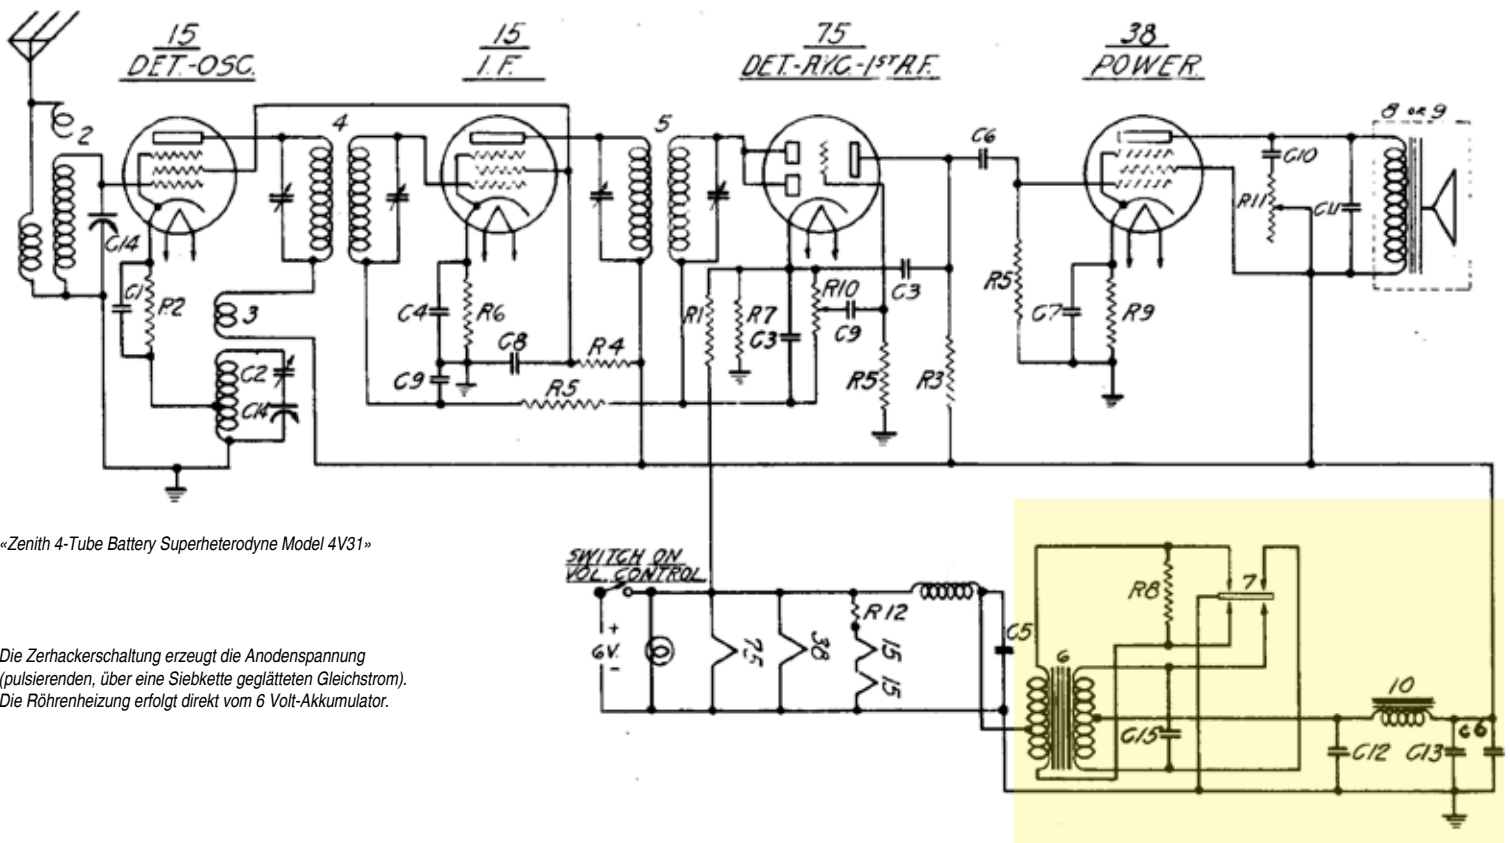 15
DET.-OSC.
15
I.F.
75
DET.-A.V.C.-1ST A.F.
38
POWER
8 OR 9
2
4
5
C6
C10
R11
C11
C14
C1
R2
3
C2
C14
C4
R6
C8
C9
R4
R5
R1
R7
C3
R10
C9
C3
R5
R3
R5
C7
R9
«Zenith 4-Tube Battery Superheterodyne Model 4V31»
SWITCH ON
VOL. CONTROL
+
6V.
-
75
38
R12
15
15
C5
R8
7
6
C15
10
C12
C13
C6
Die Zerhackerschaltung erzeugt die Anodenspannung
(pulsierenden, über eine Siebkette geglätteten Gleichstrom).
Die Röhrenheizung erfolgt direkt vom 6 Volt-Akkumulator.